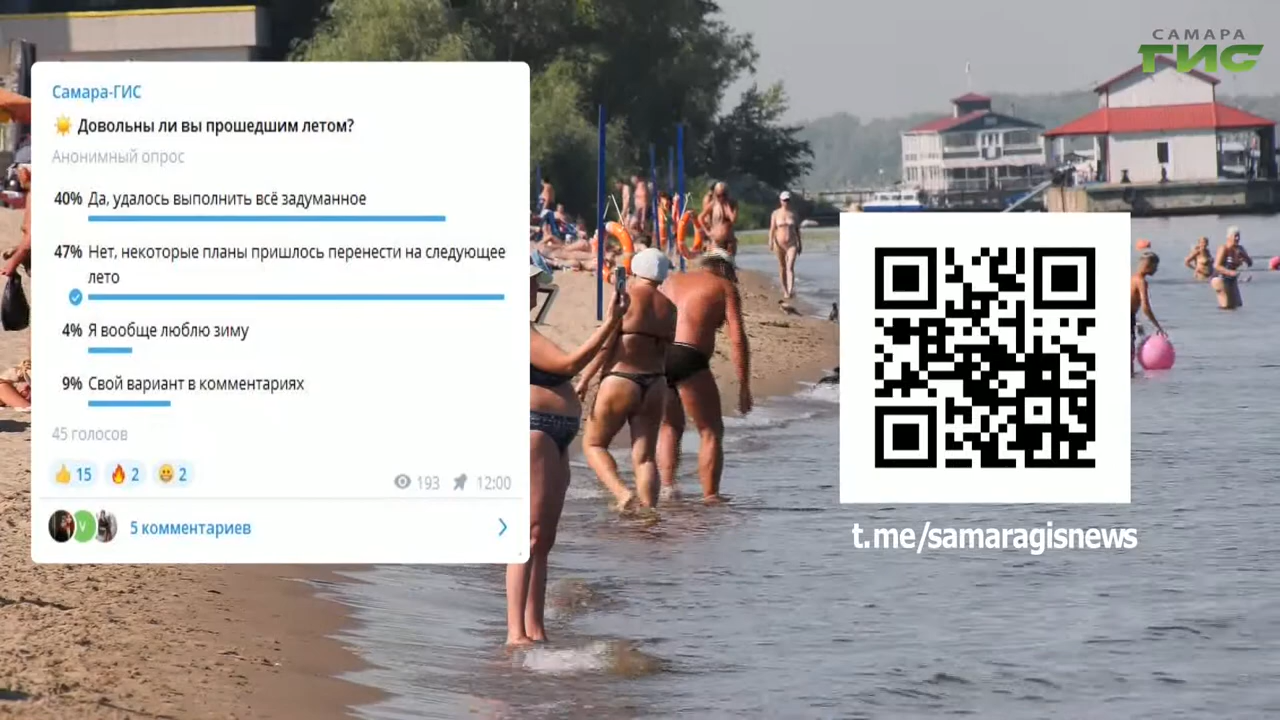 САМАРА
ГИС
Самара-ГИС
Довольны ли вы прошедшим летом?
Анонимный опрос
40% Да, удалось выполнить всё задуманное
47% Нет, некоторые планы пришлось перенести на следующее
лето
4% Я вообще люблю зиму
9% Свой вариант в комментариях
45 голосов
15 2 2
193 12:00
V
5 комментариев
t.me/samaragisnews